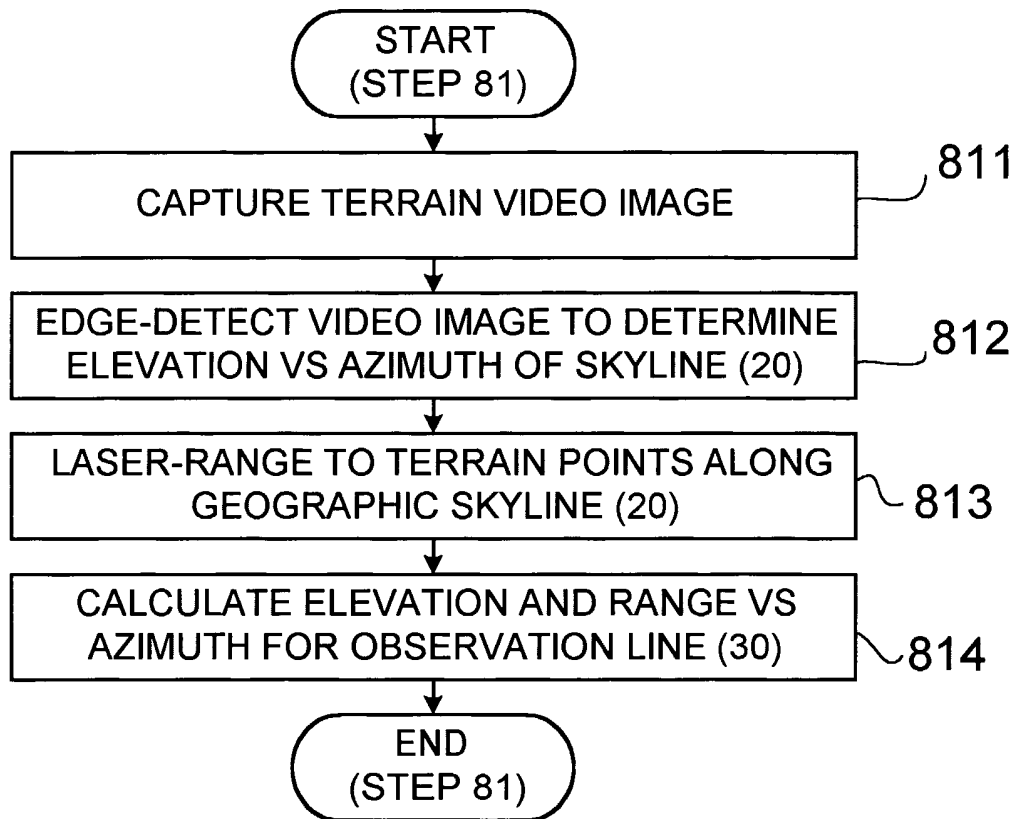 START
(STEP 81)
CAPTURE TERRAIN VIDEO IMAGE
811
EDGE-DETECT VIDEO IMAGE TO DETERMINE
ELEVATION VS AZIMUTH OF SKYLINE (20)
812
LASER-RANGE TO TERRAIN POINTS ALONG
GEOGRAPHIC SKYLINE (20)
813
CALCULATE ELEVATION AND RANGE VS
AZIMUTH FOR OBSERVATION LINE (30)
814
END
(STEP 81)